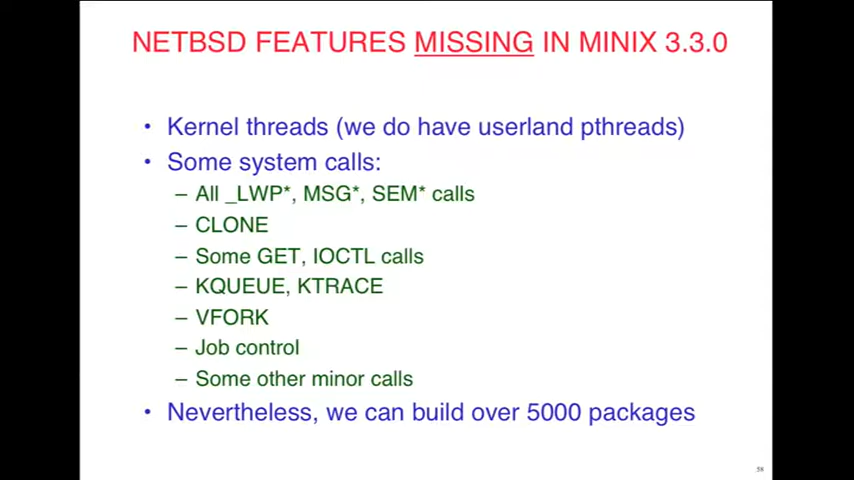 NETBSD FEATURES MISSING IN MINIX 3.3.0
• Kernel threads (we do have userland pthreads)
• Some system calls:
– All _LWP*, MSG*, SEM* calls
– CLONE
– Some GET, IOCTL calls
– KQUEUE, KTRACE
– VFORK
– Job control
– Some other minor calls
• Nevertheless, we can build over 5000 packages
58